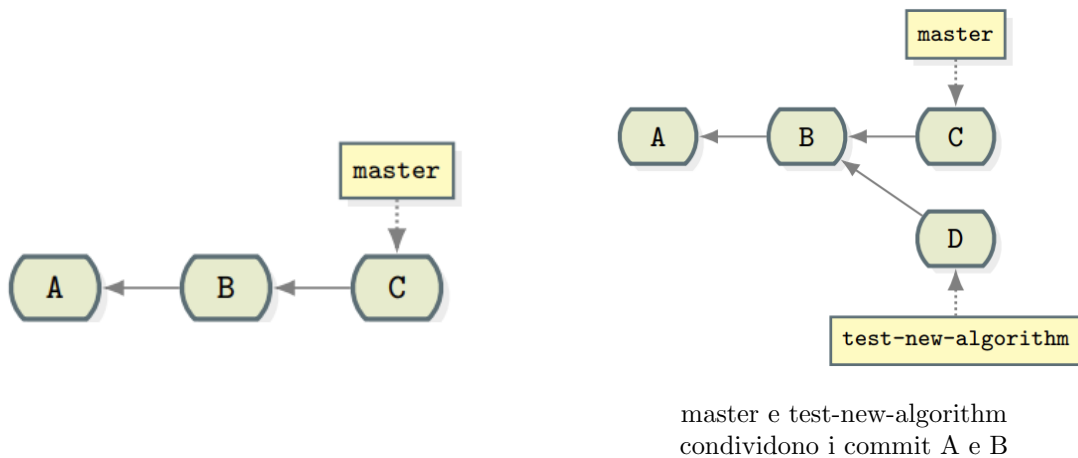 master
A
B
C
master
A
B
C
D
test-new-algorithm
master e test-new-algorithm
condividono i commit A e B